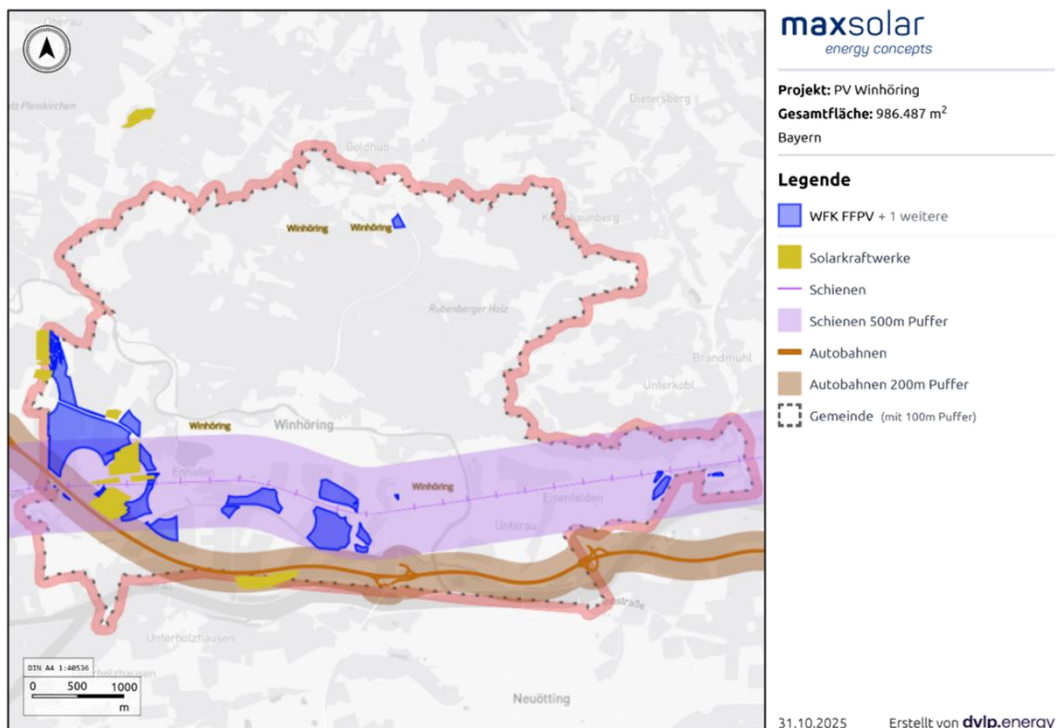 Oberau
Dietersberg
Goldhub
Winhöring
Winhöring
Rubenberger Holz
Brandmühl
Unterkobl
Winhöring
Winhöring
Enhofen
Winhöring
Eisenfelden
Unterau
Unterholzhausen
Neuötting
DIN A4 1:40536
0 500 1000
m
maxsolar
energy concepts
Projekt: PV Winhöring
Gesamtfläche: 986.487 m²
Bayern
Legende
WFK FFPV + 1 weitere
Solarkraftwerke
Schienen
Schienen 500m Puffer
Autobahnen
Autobahnen 200m Puffer
Gemeinde (mit 100m Puffer)
31.10.2025 Erstellt von dvlp.energy